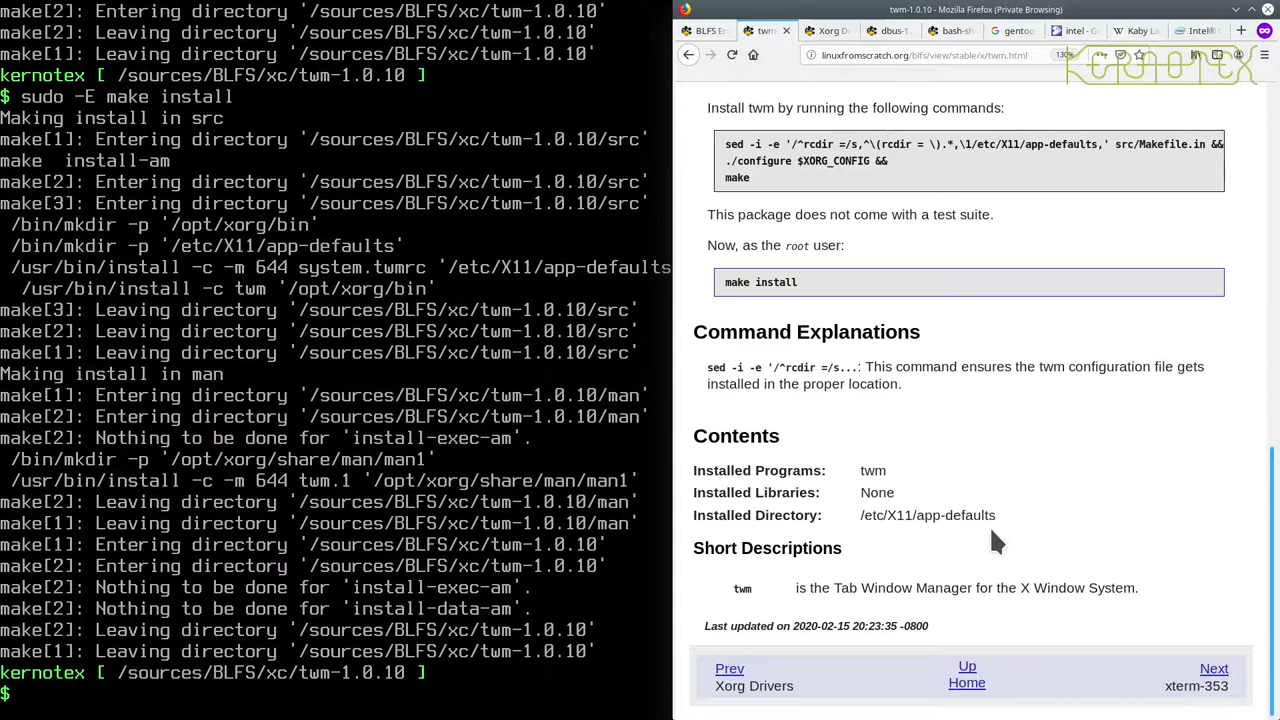 make[2]: Entering directory '/sources/BLFS/xc/twm-1.0.10'
make[2]: Leaving directory '/sources/BLFS/xc/twm-1.0.10'
make[1]: Leaving directory '/sources/BLFS/xc/twm-1.0.10'
kernotex [ /sources/BLFS/xc/twm-1.0.10 ]
$ sudo -E make install
Making install in src
make[1]: Entering directory '/sources/BLFS/xc/twm-1.0.10/src'
make  install-am
make[2]: Entering directory '/sources/BLFS/xc/twm-1.0.10/src'
make[3]: Entering directory '/sources/BLFS/xc/twm-1.0.10/src'
/bin/mkdir -p '/opt/xorg/bin'
/bin/mkdir -p '/etc/X11/app-defaults'
/usr/bin/install -c -m 644 system.twmrc '/etc/X11/app-defaults
/usr/bin/install -c twm '/opt/xorg/bin'
make[3]: Leaving directory '/sources/BLFS/xc/twm-1.0.10/src'
make[2]: Leaving directory '/sources/BLFS/xc/twm-1.0.10/src'
make[1]: Leaving directory '/sources/BLFS/xc/twm-1.0.10/src'
Making install in man
make[1]: Entering directory '/sources/BLFS/xc/twm-1.0.10/man'
make[2]: Entering directory '/sources/BLFS/xc/twm-1.0.10/man'
make[2]: Nothing to be done for 'install-exec-am'.
/bin/mkdir -p '/opt/xorg/share/man/man1'
/usr/bin/install -c -m 644 twm.1 '/opt/xorg/share/man/man1'
make[2]: Leaving directory '/sources/BLFS/xc/twm-1.0.10/man'
make[1]: Leaving directory '/sources/BLFS/xc/twm-1.0.10/man'
make[1]: Entering directory '/sources/BLFS/xc/twm-1.0.10'
make[2]: Entering directory '/sources/BLFS/xc/twm-1.0.10'
make[2]: Nothing to be done for 'install-exec-am'.
make[2]: Nothing to be done for 'install-data-am'.
make[2]: Leaving directory '/sources/BLFS/xc/twm-1.0.10'
make[1]: Leaving directory '/sources/BLFS/xc/twm-1.0.10'
kernotex [ /sources/BLFS/xc/twm-1.0.10 ]
$
twm-1.0.10 - Mozilla Firefox (Private Browsing)
BLFS Er twm- Xorg Dr dbus-1. bash-sh gentoo intel - G Kaby La Intel® C
linuxfromscratch.org/blfs/view/stable/x/twm.html 130%
kernotex
Install twm by running the following commands:
sed -i -e '/^rcdir =/s,^\(rcdir = \).*,\1/etc/X11/app-defaults,' src/Makefile.in &&
./configure $XORG_CONFIG &&
make
This package does not come with a test suite.
Now, as the root user:
make install
Command Explanations
sed -i -e '/^rcdir =/s...: This command ensures the twm configuration file gets
installed in the proper location.
Contents
Installed Programs: twm
Installed Libraries: None
Installed Directory: /etc/X11/app-defaults
Short Descriptions
twm is the Tab Window Manager for the X Window System.
Last updated on 2020-02-15 20:23:35 -0800
Prev Up Next
Xorg Drivers Home xterm-353